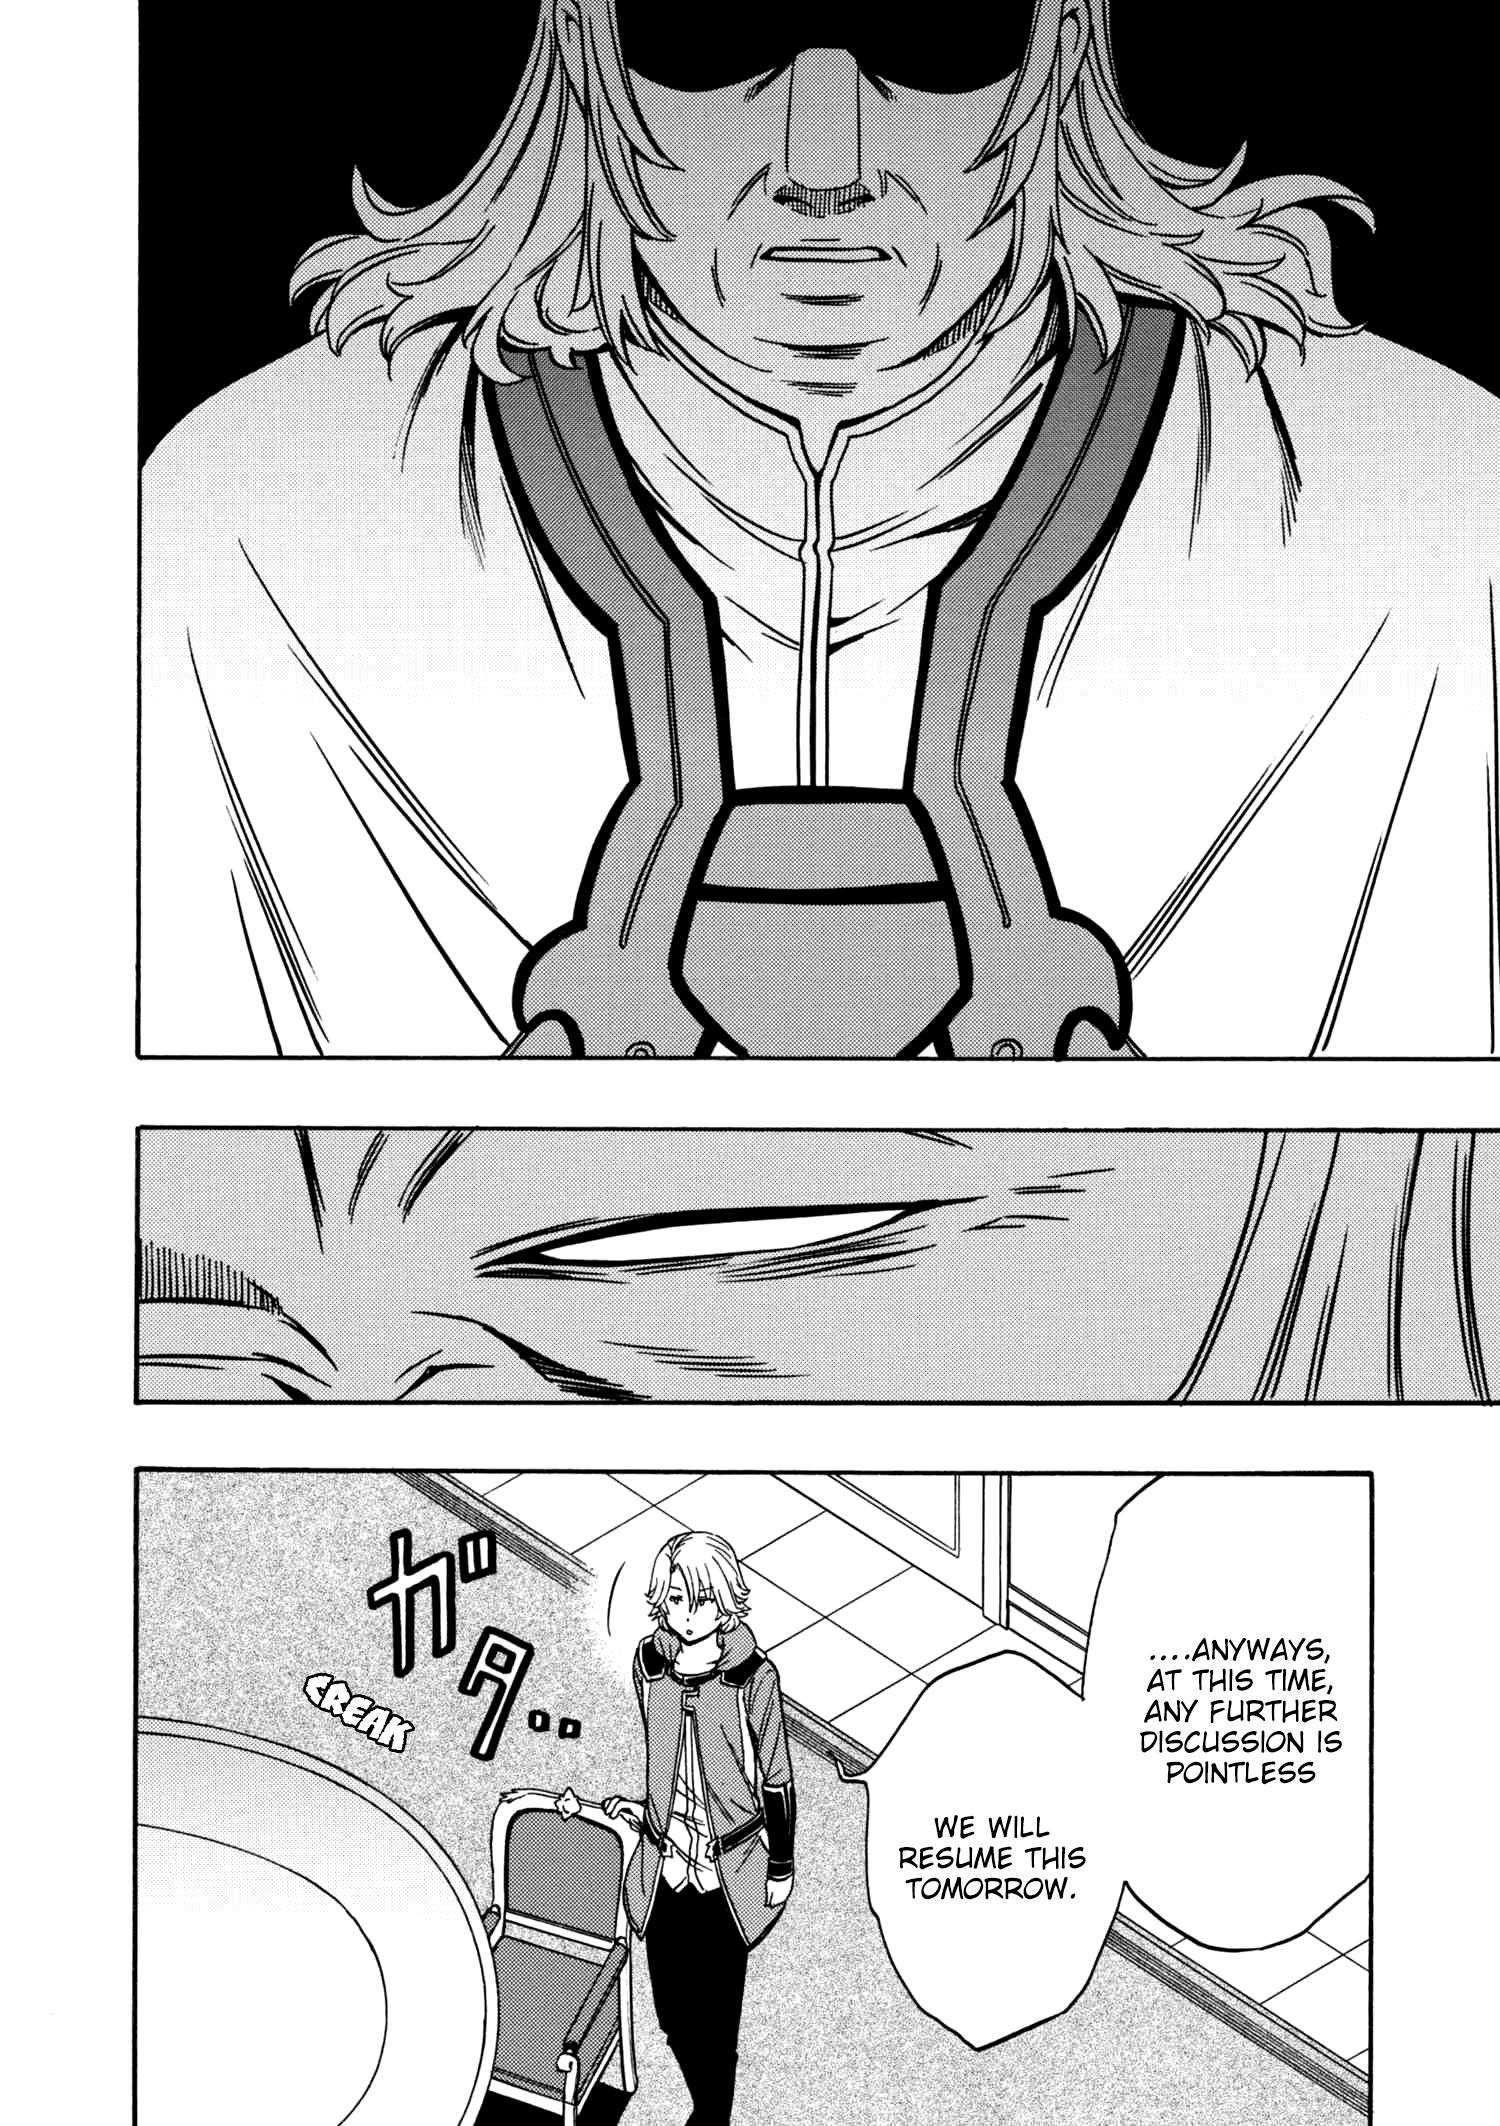 ....ANYWAYS,
AT THIS TIME,
ANY FURTHER
DISCUSSION IS
POINTLESS
WE WILL
RESUME THIS
TOMORROW.
ガタ..
CREAK